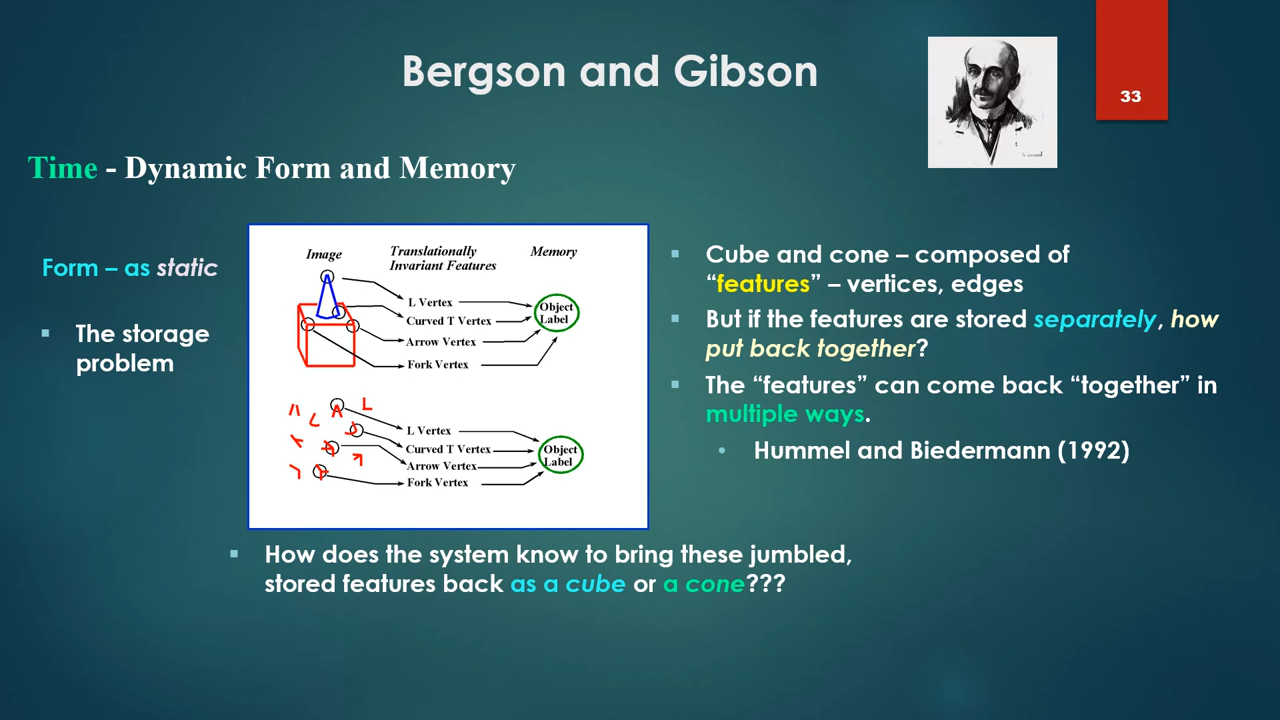 Bergson and Gibson
33
Time - Dynamic Form and Memory
Form – as static
The storage
problem
Image
Translationally
Invariant Features
Memory
L Vertex
Curved T Vertex
Arrow Vertex
Fork Vertex
Object
Label
L Vertex
Curved T Vertex
Arrow Vertex
Fork Vertex
Object
Label
Cube and cone – composed of
“features” – vertices, edges
But if the features are stored separately, how
put back together?
The “features” can come back “together” in
multiple ways.
Hummel and Biedermann (1992)
How does the system know to bring these jumbled,
stored features back as a cube or a cone???